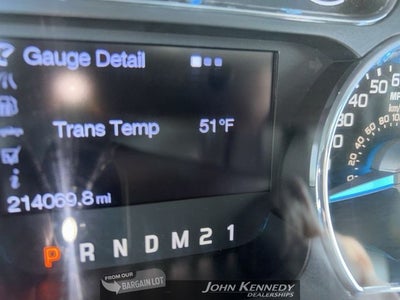 Gauge Detail
Trans Temp 51°F
214069.8 mi
P R N D M 2 1
FROM OUR
BARGAIN LOT
JOHN KENNEDY
DEALERSHIPS